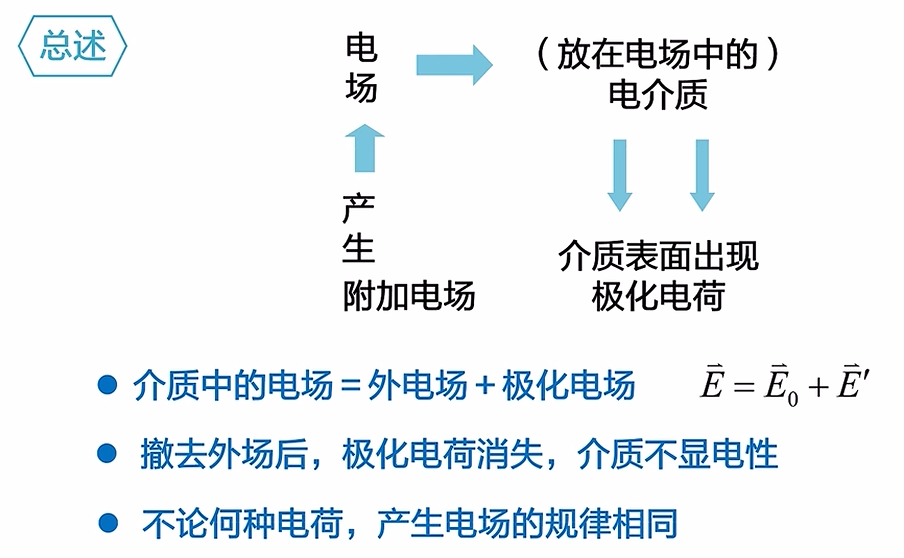 总述
电
场
（放在电场中的）
电介质
产
生
附加电场
介质表面出现
极化电荷
介质中的电场＝外电场＋极化电场
$\vec{E} = \vec{E}_0 + \vec{E}'$
撤去外场后，极化电荷消失，介质不显电性
不论何种电荷，产生电场的规律相同